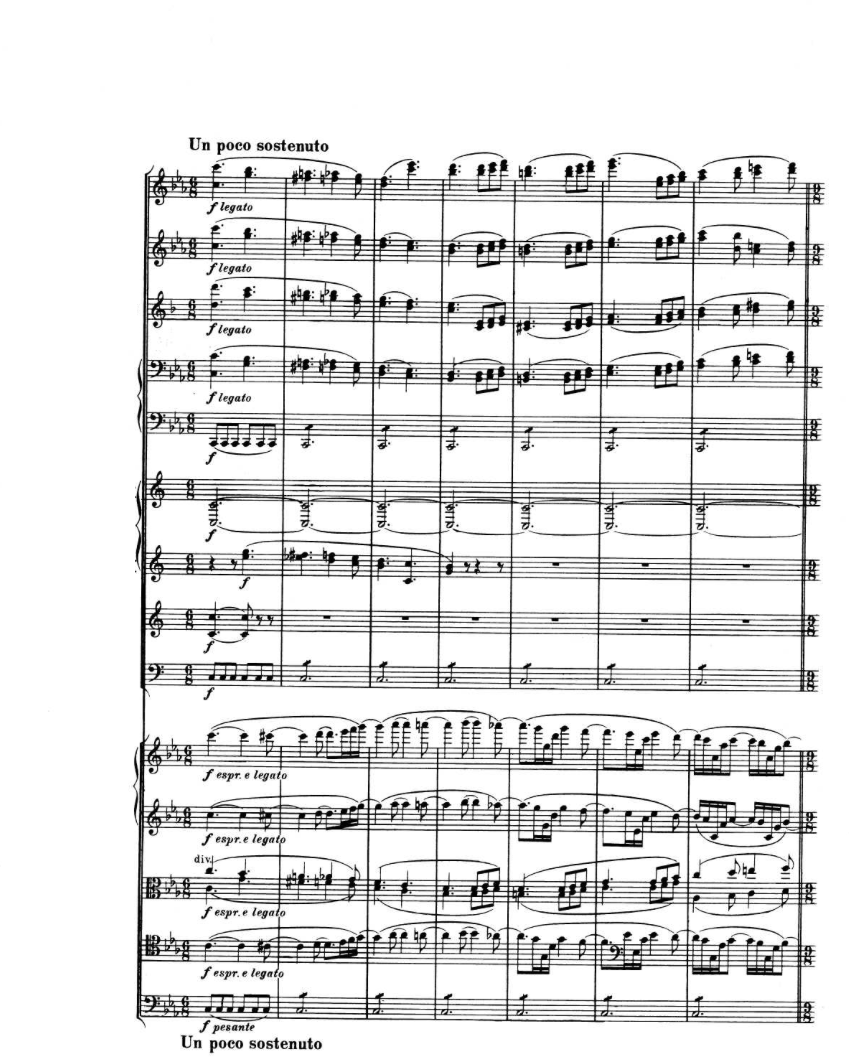 Un poco sostenuto
f legato
f legato
f legato
f legato
f
f
f
f
f
f espr. e legato
f espr. e legato
div.
f espr. e legato
f espr. e legato
f pesante
Un poco sostenuto